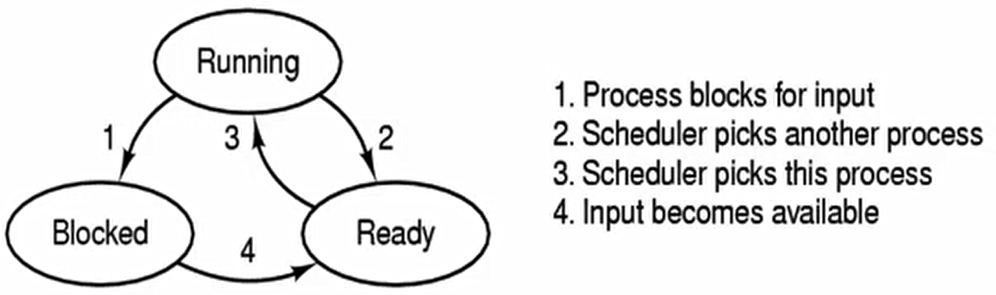 Running
1
3
2
Blocked
4
Ready
1. Process blocks for input
2. Scheduler picks another process
3. Scheduler picks this process
4. Input becomes available